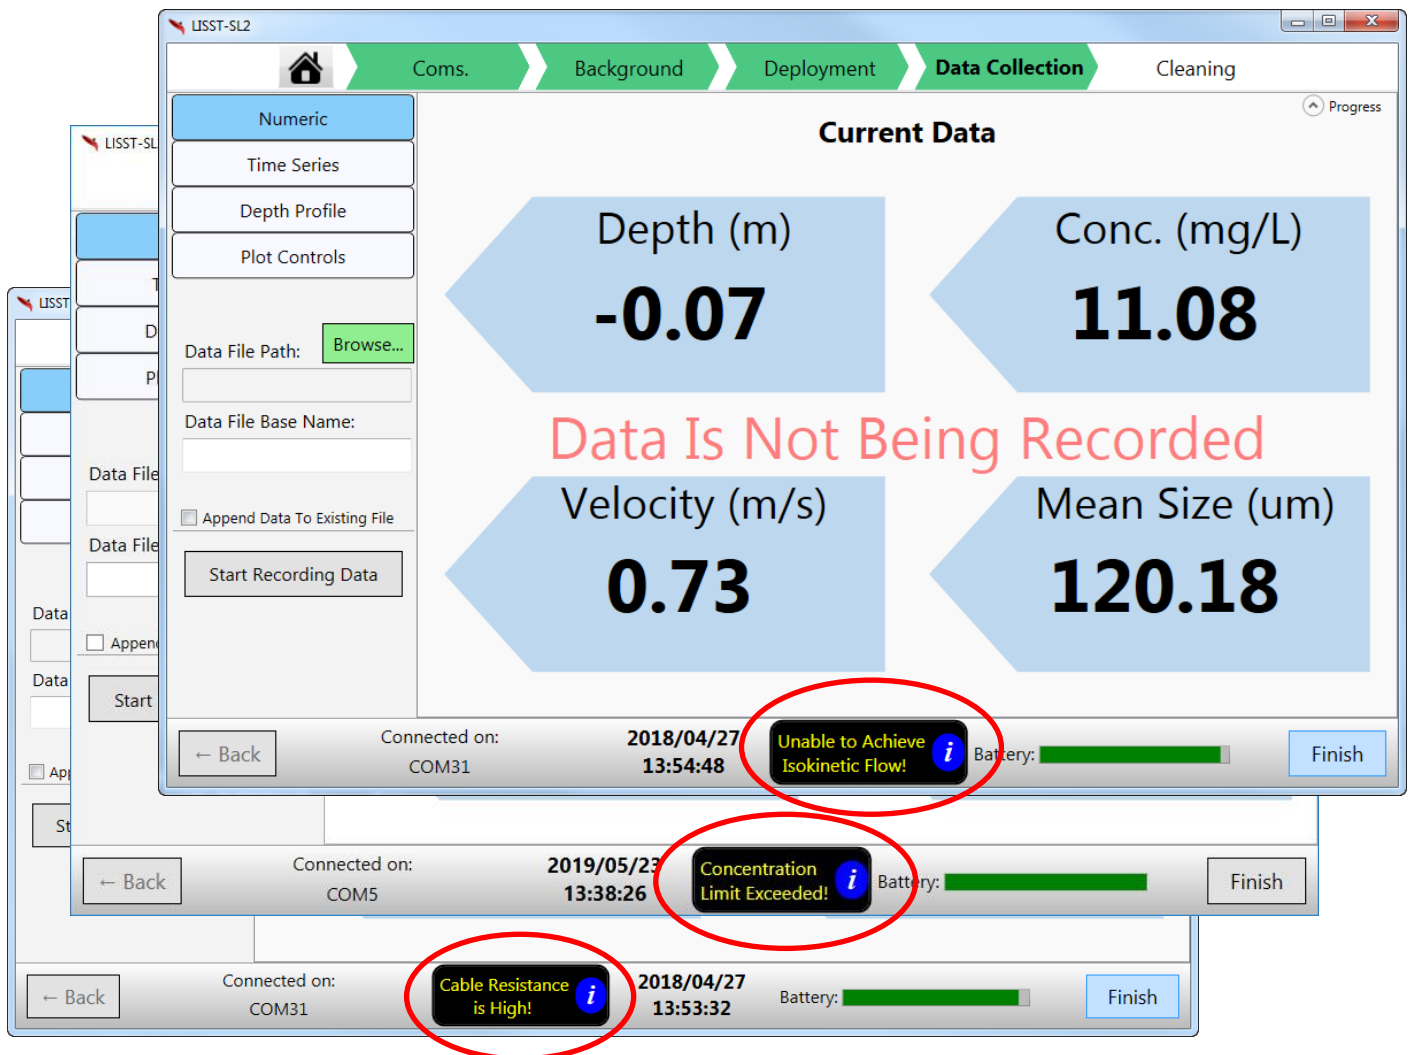 LISST-SL2
Coms.
Background
Deployment
Data Collection
Cleaning
Progress
Numeric
Time Series
Depth Profile
Plot Controls
Data File Path:
Browse...
Data File Base Name:
Append Data To Existing File
Start Recording Data
Current Data
Depth (m)
-0.07
Conc. (mg/L)
11.08
Data Is Not Being Recorded
Velocity (m/s)
0.73
Mean Size (um)
120.18
← Back
Connected on:
COM31
2018/04/27
13:54:48
Unable to Achieve
Isokinetic Flow!
i
Battery:
Finish
LISST-SL
T
D
Pl
Data File
Data File
Append
Start
← Back
Connected on:
COM5
2019/05/23
13:38:26
Concentration
Limit Exceeded!
i
Battery:
Finish
LISST
Data
Data
App
St
← Back
Connected on:
COM31
Cable Resistance
is High!
i
2018/04/27
13:53:32
Battery:
Finish